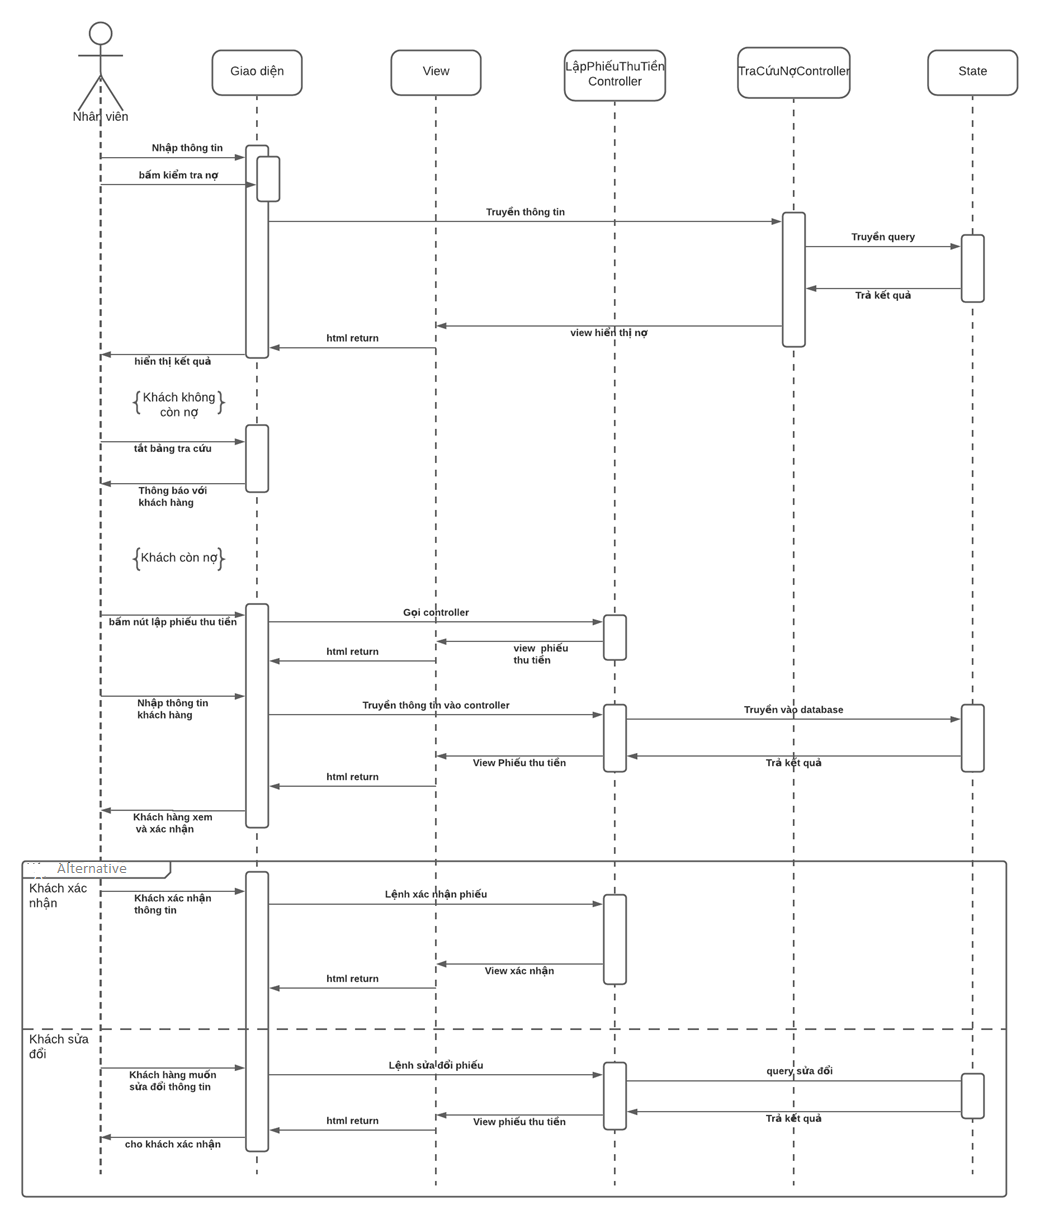 Giao diện
View
LậpPhiếuThuTiền
Controller
TraCứuNợController
State
Nhân viên
Nhập thông tin
bấm kiểm tra nợ
Truyền thông tin
Truyền query
Trả kết quả
view hiển thị nợ
html return
hiển thị kết quả
Khách không
còn nợ
tắt bảng tra cứu
Thông báo với
khách hàng
Khách còn nợ
bấm nút lập phiếu thu tiền
Gọi controller
view phiếu
thu tiền
html return
Nhập thông tin
khách hàng
Truyền thông tin vào controller
Truyền vào database
View Phiếu thu tiền
Trả kết quả
html return
Khách hàng xem
và xác nhận
Alternative
Khách xác
nhận
Khách xác nhận
thông tin
Lệnh xác nhận phiếu
View xác nhận
html return
Khách sửa
đổi
Khách hàng muốn
sửa đổi thông tin
Lệnh sửa đổi phiếu
query sửa đổi
Trả kết quả
View phiếu thu tiền
html return
cho khách xác nhận